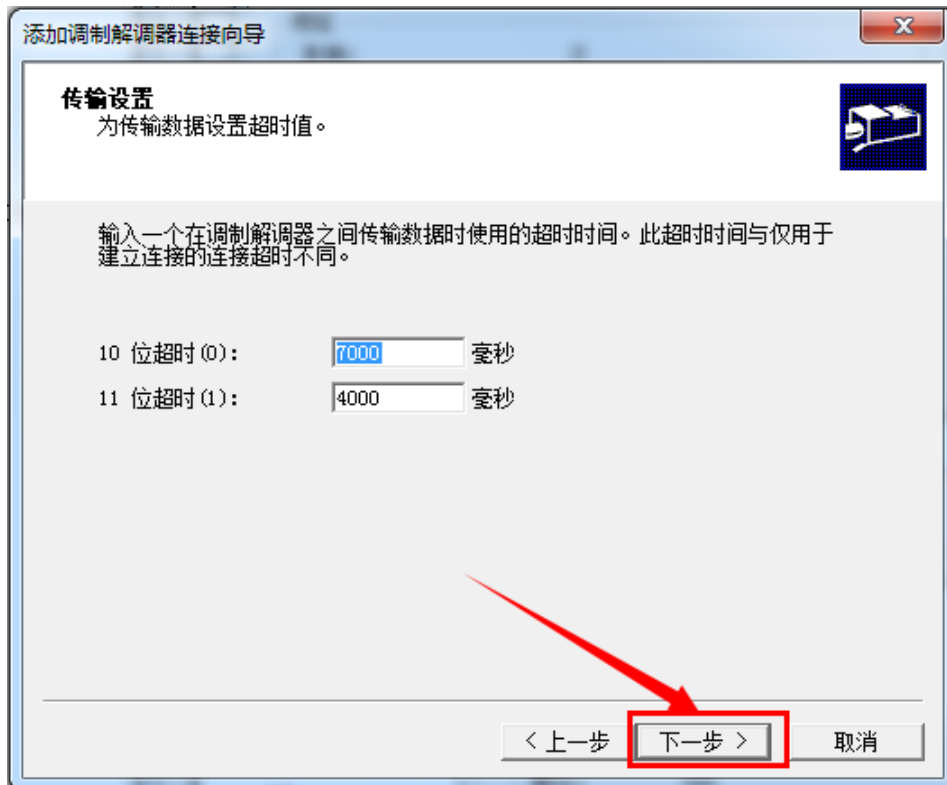 添加调制解调器连接向导
传输设置
为传输数据设置超时值。
输入一个在调制解调器之间传输数据时使用的超时时间。此超时时间与仅用于
建立连接的连接超时不同。
10 位超时(0): 7000 毫秒
11 位超时(1): 4000 毫秒
< 上一步 下一步 > 取消